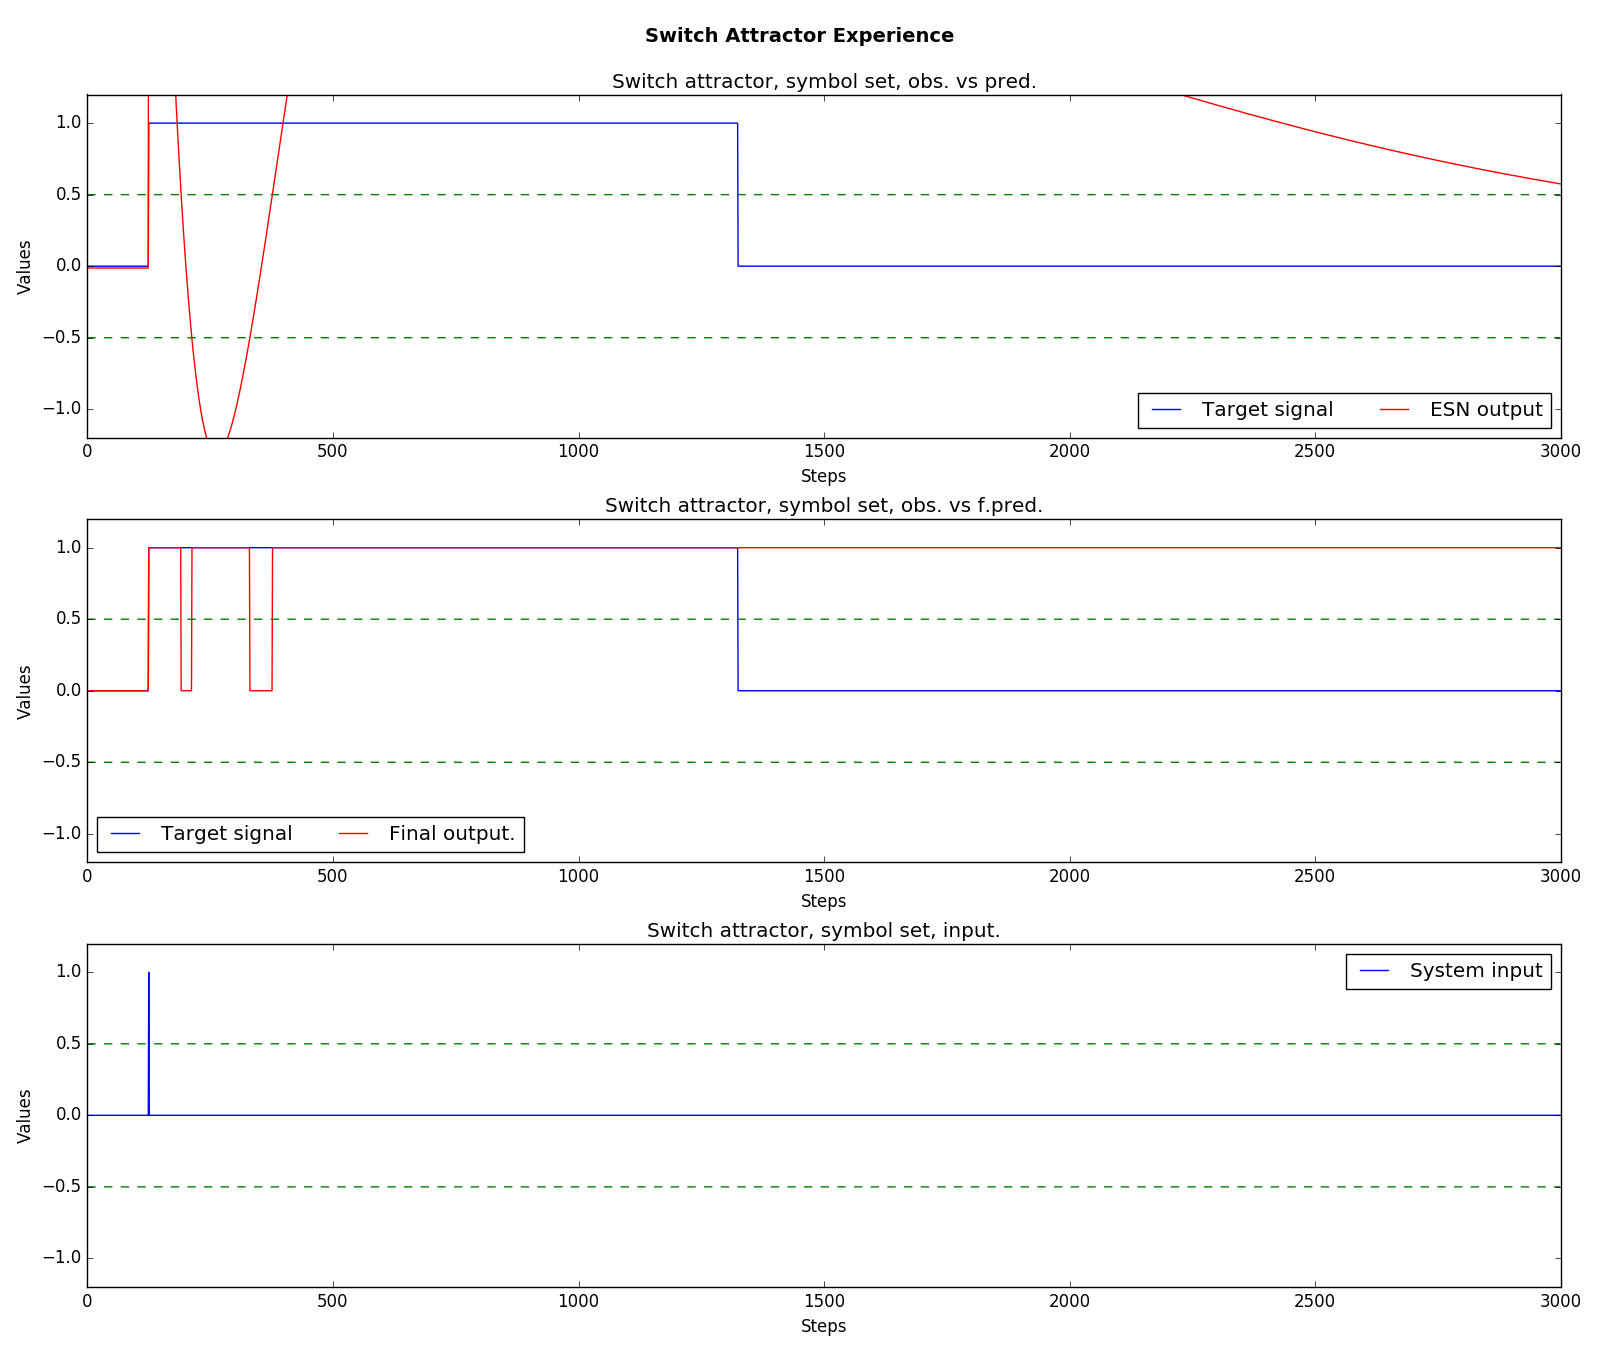 Switch Attractor Experience
Switch attractor, symbol set, obs. vs pred.
1.0
0.5
0.0
−0.5
−1.0
Values
Target signal ESN output
0 500 1000 1500 2000 2500 3000
Steps
Switch attractor, symbol set, obs. vs f.pred.
1.0
0.5
0.0
−0.5
−1.0
Values
Target signal Final output.
0 500 1000 1500 2000 2500 3000
Steps
Switch attractor, symbol set, input.
System input
1.0
0.5
0.0
−0.5
−1.0
Values
0 500 1000 1500 2000 2500 3000
Steps